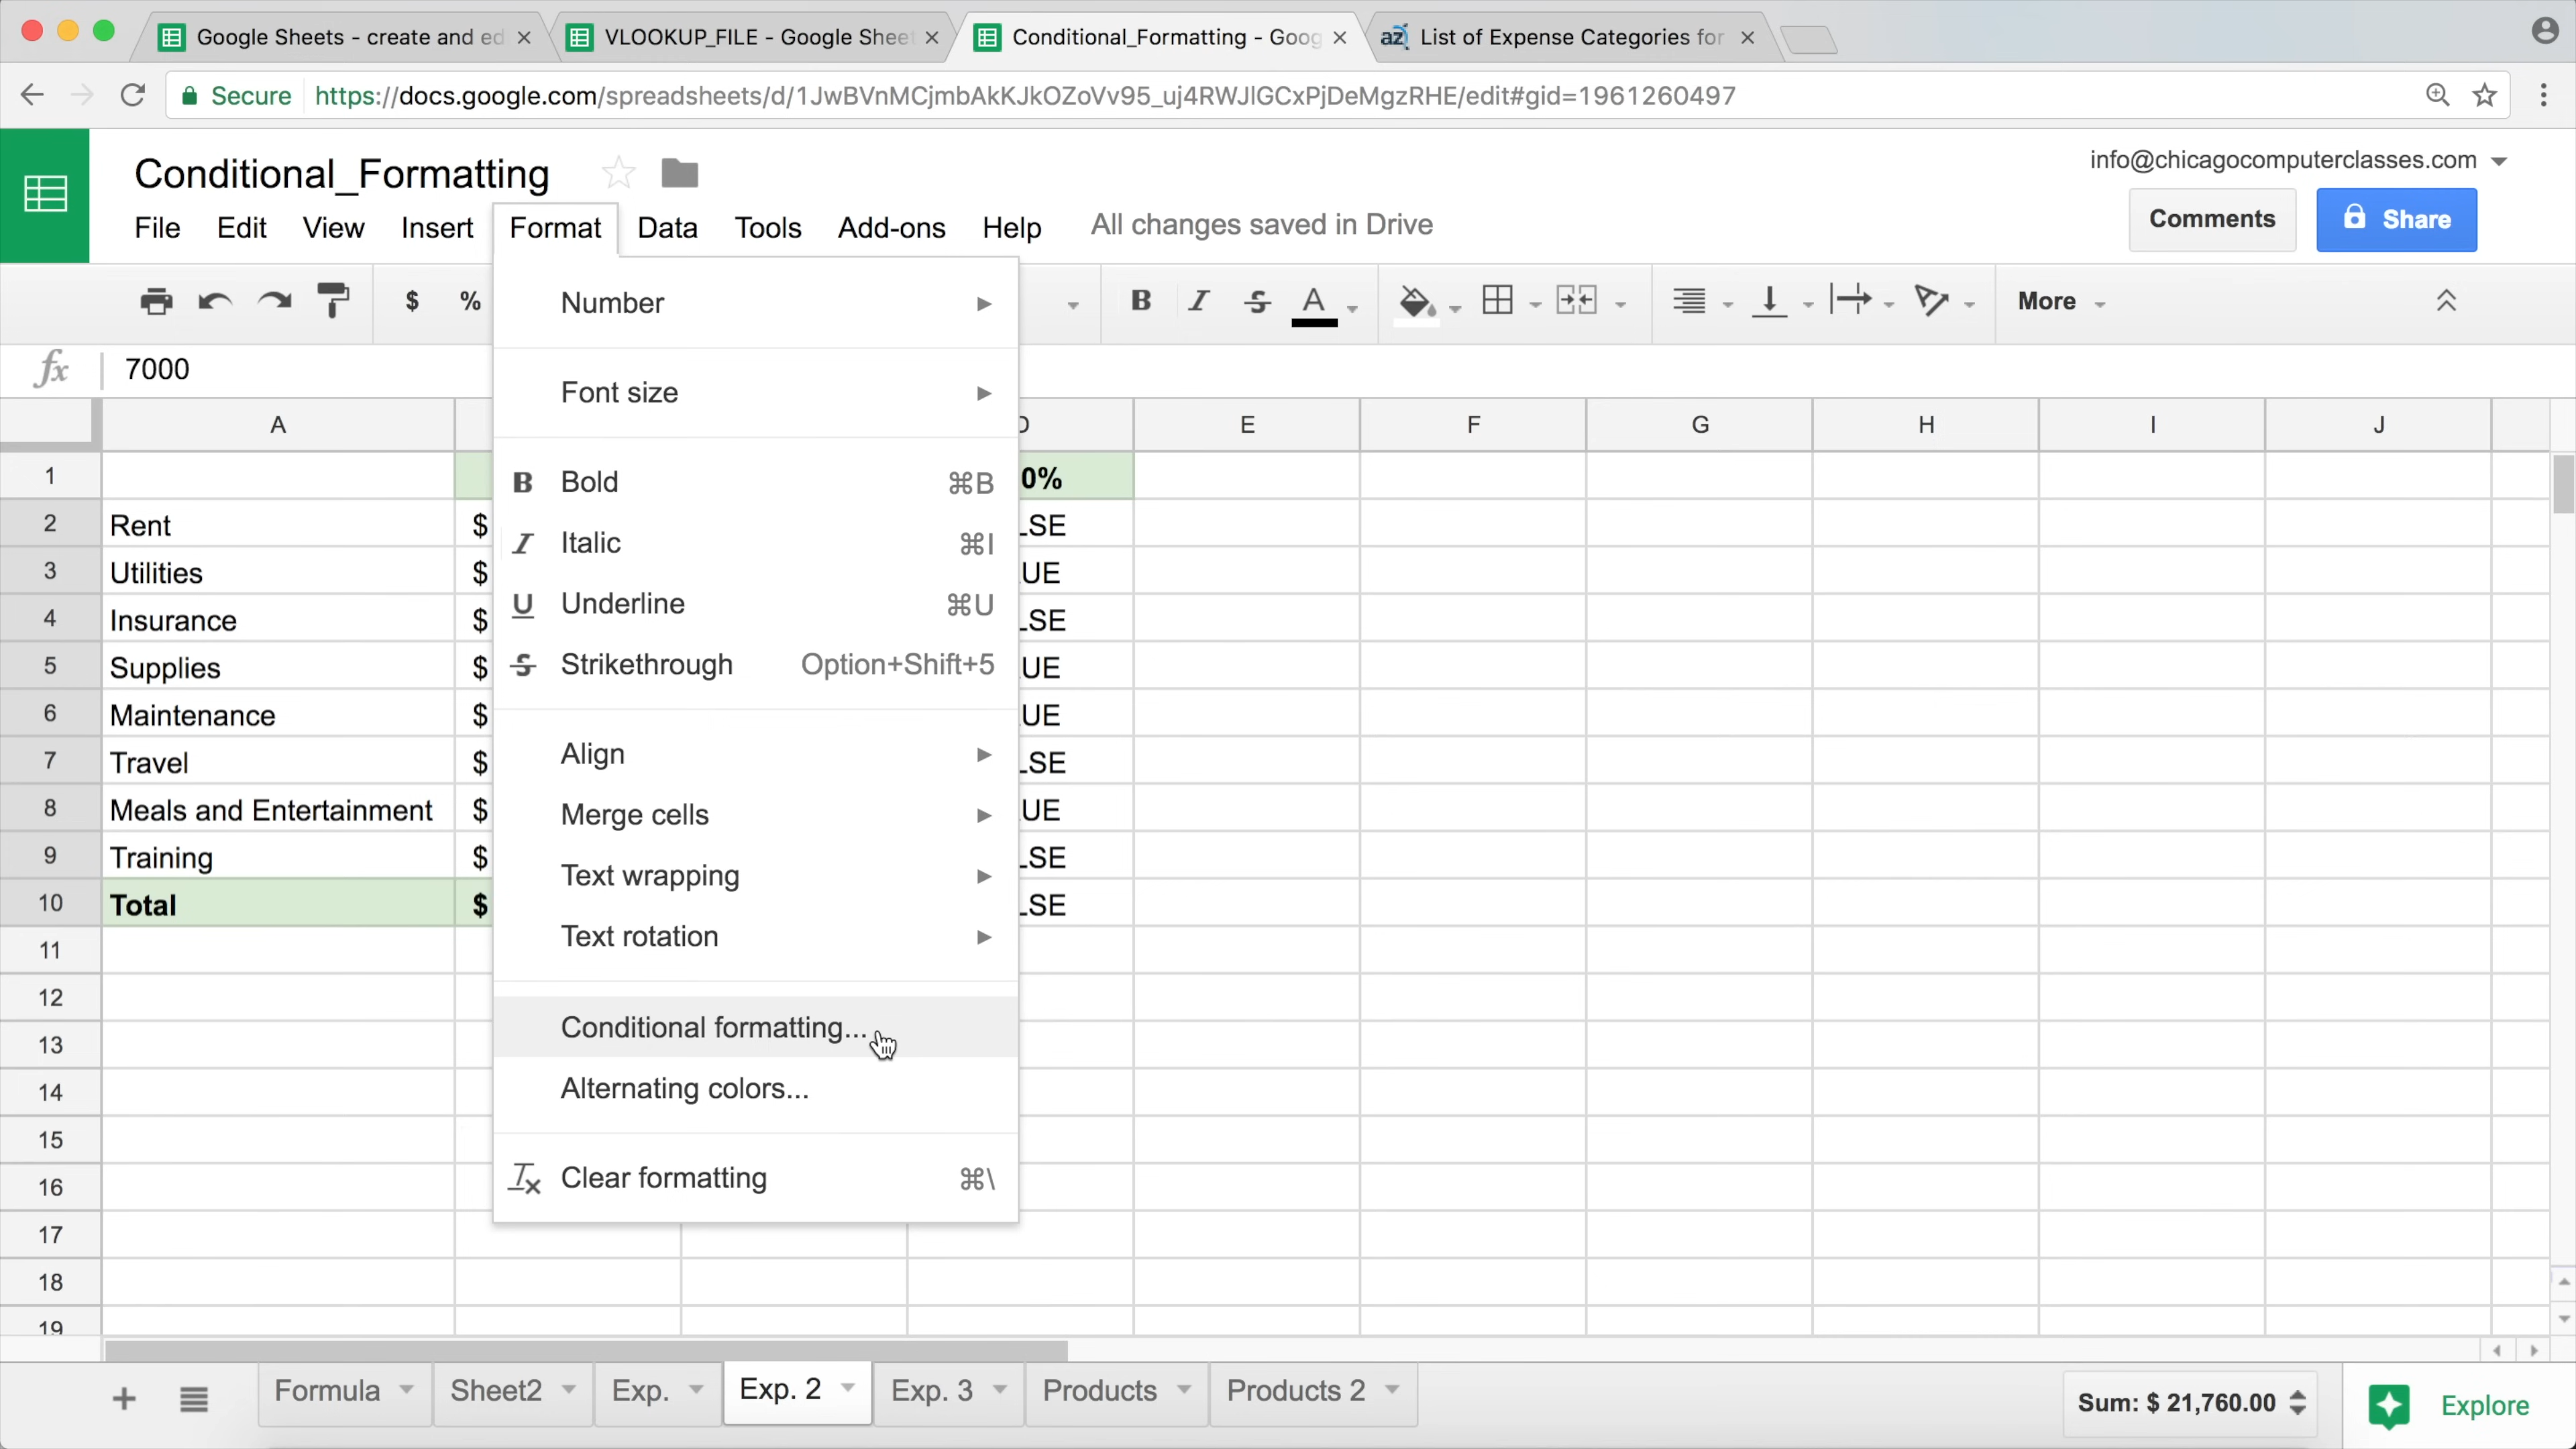 Google Sheets - create and ed
VLOOKUP_FILE - Google Sheet
Conditional_Formatting - Goog
List of Expense Categories for
Secure
https://docs.google.com/spreadsheets/d/1JwBVnMCjmbAkKJkOZoVv95_uj4RWJlGCxPjDeMgzRHE/edit#gid=1961260497
Conditional_Formatting
info@chicagocomputerclasses.com
File Edit View Insert Format Data Tools Add-ons Help All changes saved in Drive
Comments
Share
$ % B I S A More
fx 7000
A D E F G H I J
1 0%
2 Rent $ LSE
3 Utilities $ UE
4 Insurance $ LSE
5 Supplies $ UE
6 Maintenance $ UE
7 Travel $ LSE
8 Meals and Entertainment $ UE
9 Training $ LSE
10 Total $ LSE
11
12
13
14
15
16
17
18
19
Number
Font size
B Bold ⌘B
I Italic ⌘I
U Underline ⌘U
S Strikethrough Option+Shift+5
Align
Merge cells
Text wrapping
Text rotation
Conditional formatting...
Alternating colors...
Clear formatting ⌘\
Formula Sheet2 Exp. Exp. 2 Exp. 3 Products Products 2
Sum: $ 21,760.00
Explore